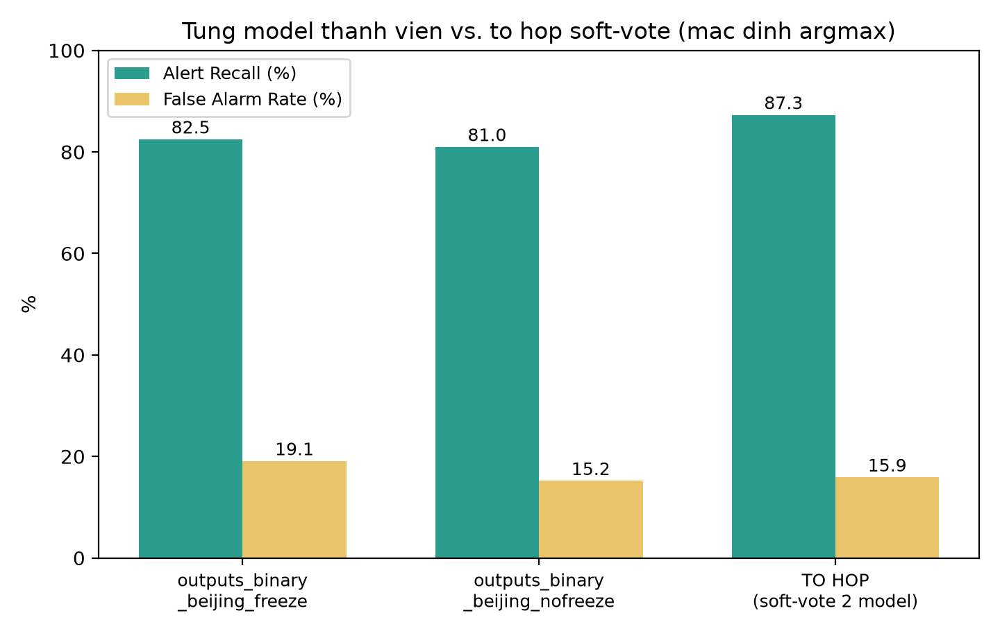 Tung model thanh vien vs. to hop soft-vote (mac dinh argmax)
Alert Recall (%)
False Alarm Rate (%)
%
100
80
60
40
20
0
82.5
19.1
81.0
15.2
87.3
15.9
outputs_binary
_beijing_freeze
outputs_binary
_beijing_nofreeze
TO HOP
(soft-vote 2 model)